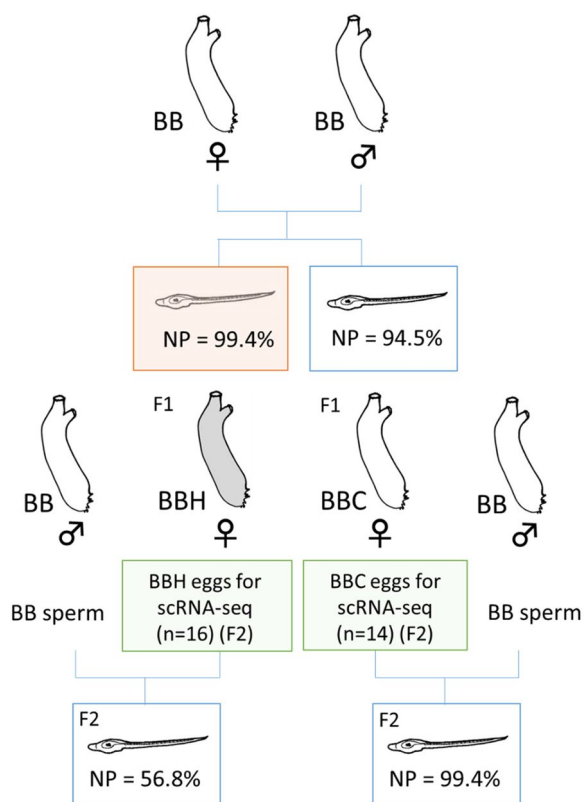 BB
BB
♀
♂
NP = 99.4%
NP = 94.5%
F1
F1
BB
BBH
BBC
BB
♂
♀
♀
♂
BB sperm
BBH eggs for
scRNA-seq
(n=16) (F2)
BBC eggs for
scRNA-seq
(n=14) (F2)
BB sperm
F2
NP = 56.8%
F2
NP = 99.4%